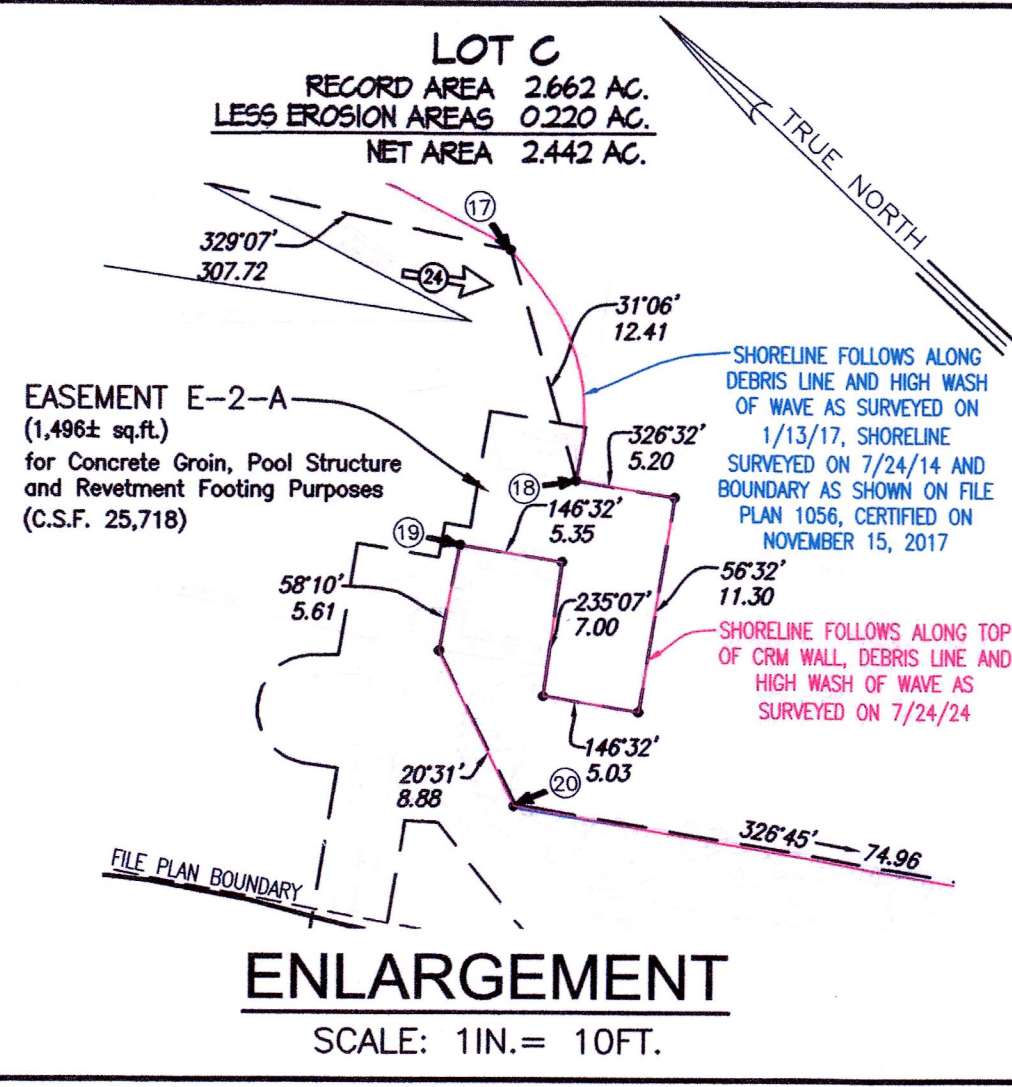 LOT C
RECORD AREA 2.662 AC.
LESS EROSION AREAS 0.220 AC.
NET AREA 2.442 AC.
TRUE NORTH
17
329°07'
307.72
24
31°06'
12.41
SHORELINE FOLLOWS ALONG
DEBRIS LINE AND HIGH WASH
OF WAVE AS SURVEYED ON
1/13/17, SHORELINE
SURVEYED ON 7/24/14 AND
BOUNDARY AS SHOWN ON FILE
PLAN 1056, CERTIFIED ON
NOVEMBER 15, 2017
EASEMENT E-2-A
(1,496± sq.ft.)
for Concrete Groin, Pool Structure
and Revetment Footing Purposes
(C.S.F. 25,718)
326°32'
5.20
18
146°32'
5.35
19
58°10'
5.61
235°07'
7.00
56°32'
11.30
SHORELINE FOLLOWS ALONG TOP
OF CRM WALL, DEBRIS LINE AND
HIGH WASH OF WAVE AS
SURVEYED ON 7/24/24
146°32'
5.03
20°31'
8.88
20
326°45' 74.96
FILE PLAN BOUNDARY
ENLARGEMENT
SCALE: 1IN.= 10FT.